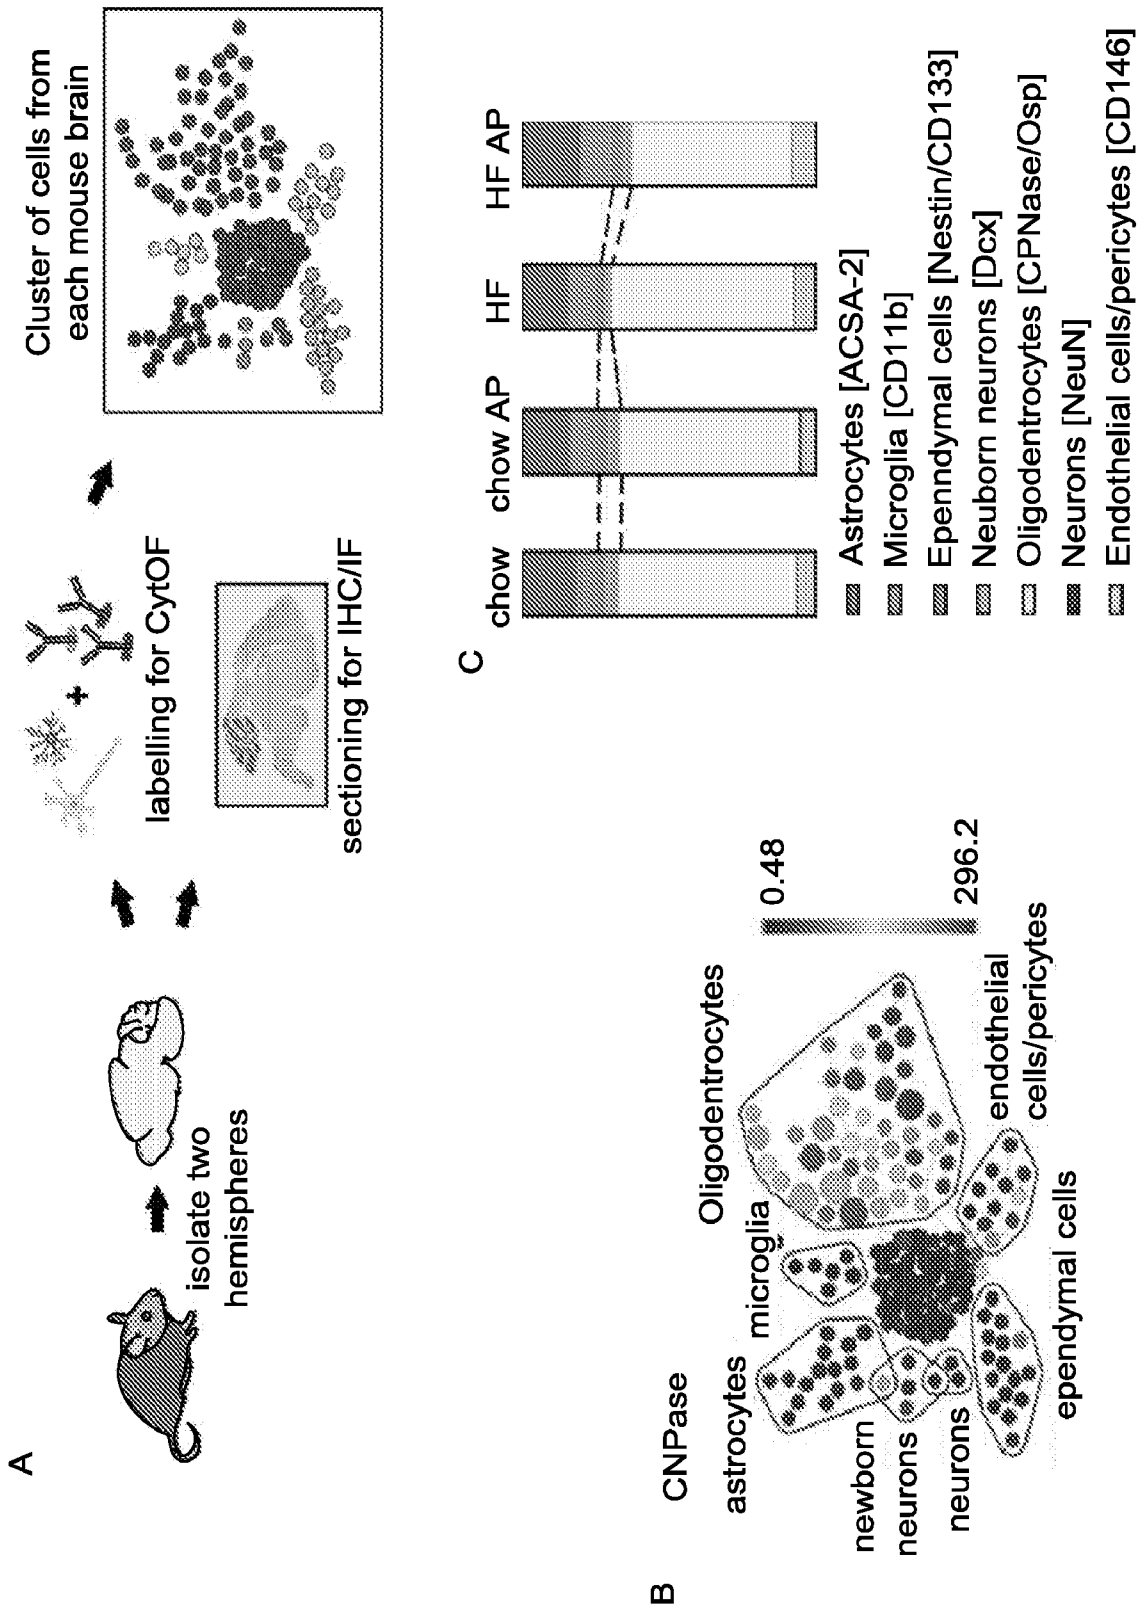 A
isolate two
hemispheres
labelling for CytOF
sectioning for IHC/IF
Cluster of cells from
each mouse brain
B
CNPase
astrocytes
microglia
Oligodentrocytes
newborn
neurons
neurons
ependymal cells
endothelial
cells/pericytes
0.48
296.2
C
chow
chow AP
HF
HF AP
Astrocytes [ACSA-2]
Microglia [CD11b]
Epenndymal cells [Nestin/CD133]
Neuborn neurons [Dcx]
Oligodentrocytes [CPNase/Osp]
Neurons [NeuN]
Endothelial cells/pericytes [CD146]